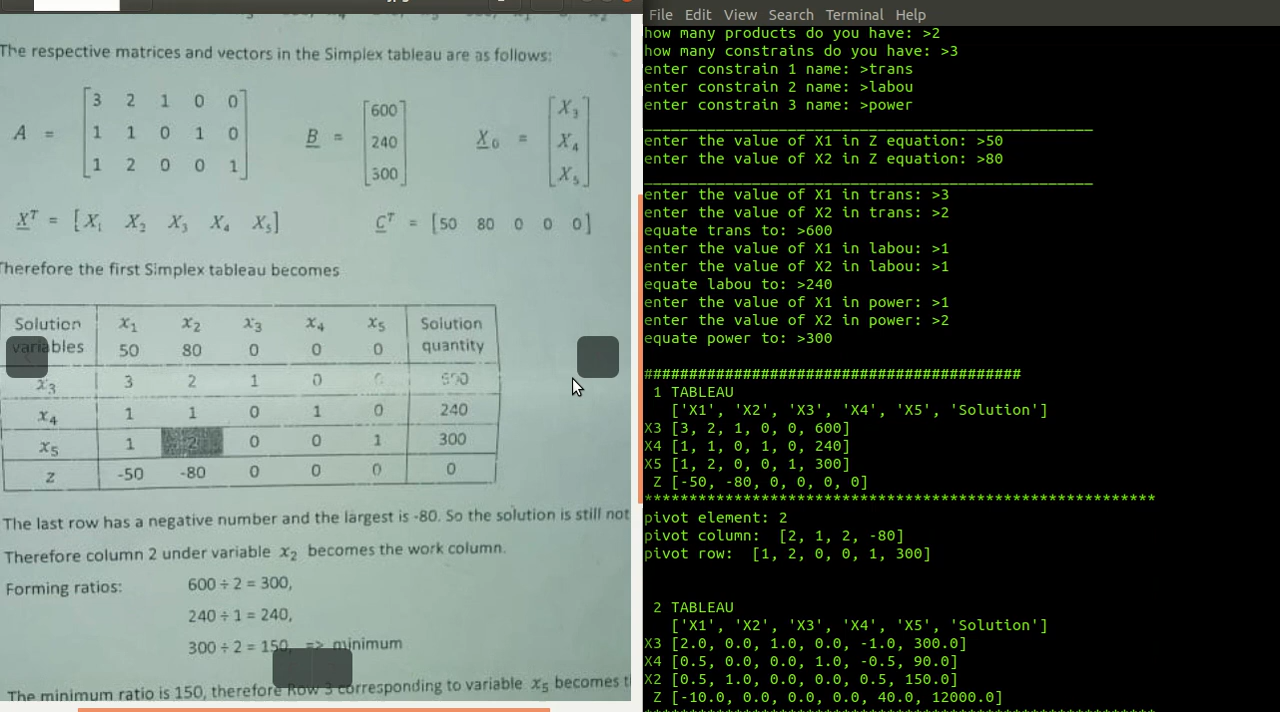 The respective matrices and vectors in the Simplex tableau are as follows:
A = [3 2 1 0 0
1 1 0 1 0
1 2 0 0 1]
B = [600
240
300]
X0 = [X3
X4
X5]
X^T = [X1 X2 X3 X4 X5] C^T = [50 80 0 0 0]
Therefore the first Simplex tableau becomes
Solution variables x1 x2 x3 x4 x5 Solution quantity
50 80 0 0 0
x3 3 2 1 0
x4 1 1 0 1 0 240
x5 1 2 0 0 1 300
Z -50 -80 0 0 0 0
The last row has a negative number and the largest is -80. So the solution is still not
Therefore column 2 under variable x2 becomes the work column.
Forming ratios: 600 ÷ 2 = 300,
240 ÷ 1 = 240,
300 ÷ 2 = 150, => minimum
The minimum ratio is 150, therefore Row 3 corresponding to variable x5 becomes t
File Edit View Search Terminal Help
how many products do you have: >2
how many constrains do you have: >3
enter constrain 1 name: >trans
enter constrain 2 name: >labou
enter constrain 3 name: >power
__________________________________________________
enter the value of X1 in Z equation: >50
enter the value of X2 in Z equation: >80
__________________________________________________
enter the value of X1 in trans: >3
enter the value of X2 in trans: >2
equate trans to: >600
enter the value of X1 in labou: >1
enter the value of X2 in labou: >1
equate labou to: >240
enter the value of X1 in power: >1
enter the value of X2 in power: >2
equate power to: >300
##########################################
1 TABLEAU
['X1', 'X2', 'X3', 'X4', 'X5', 'Solution']
X3 [3, 2, 1, 0, 0, 600]
X4 [1, 1, 0, 1, 0, 240]
X5 [1, 2, 0, 0, 1, 300]
Z [-50, -80, 0, 0, 0, 0]
*********************************************************
pivot element: 2
pivot column: [2, 1, 2, -80]
pivot row: [1, 2, 0, 0, 1, 300]
2 TABLEAU
['X1', 'X2', 'X3', 'X4', 'X5', 'Solution']
X3 [2.0, 0.0, 1.0, 0.0, -1.0, 300.0]
X4 [0.5, 0.0, 0.0, 1.0, -0.5, 90.0]
X2 [0.5, 1.0, 0.0, 0.0, 0.5, 150.0]
Z [-10.0, 0.0, 0.0, 0.0, 40.0, 12000.0]